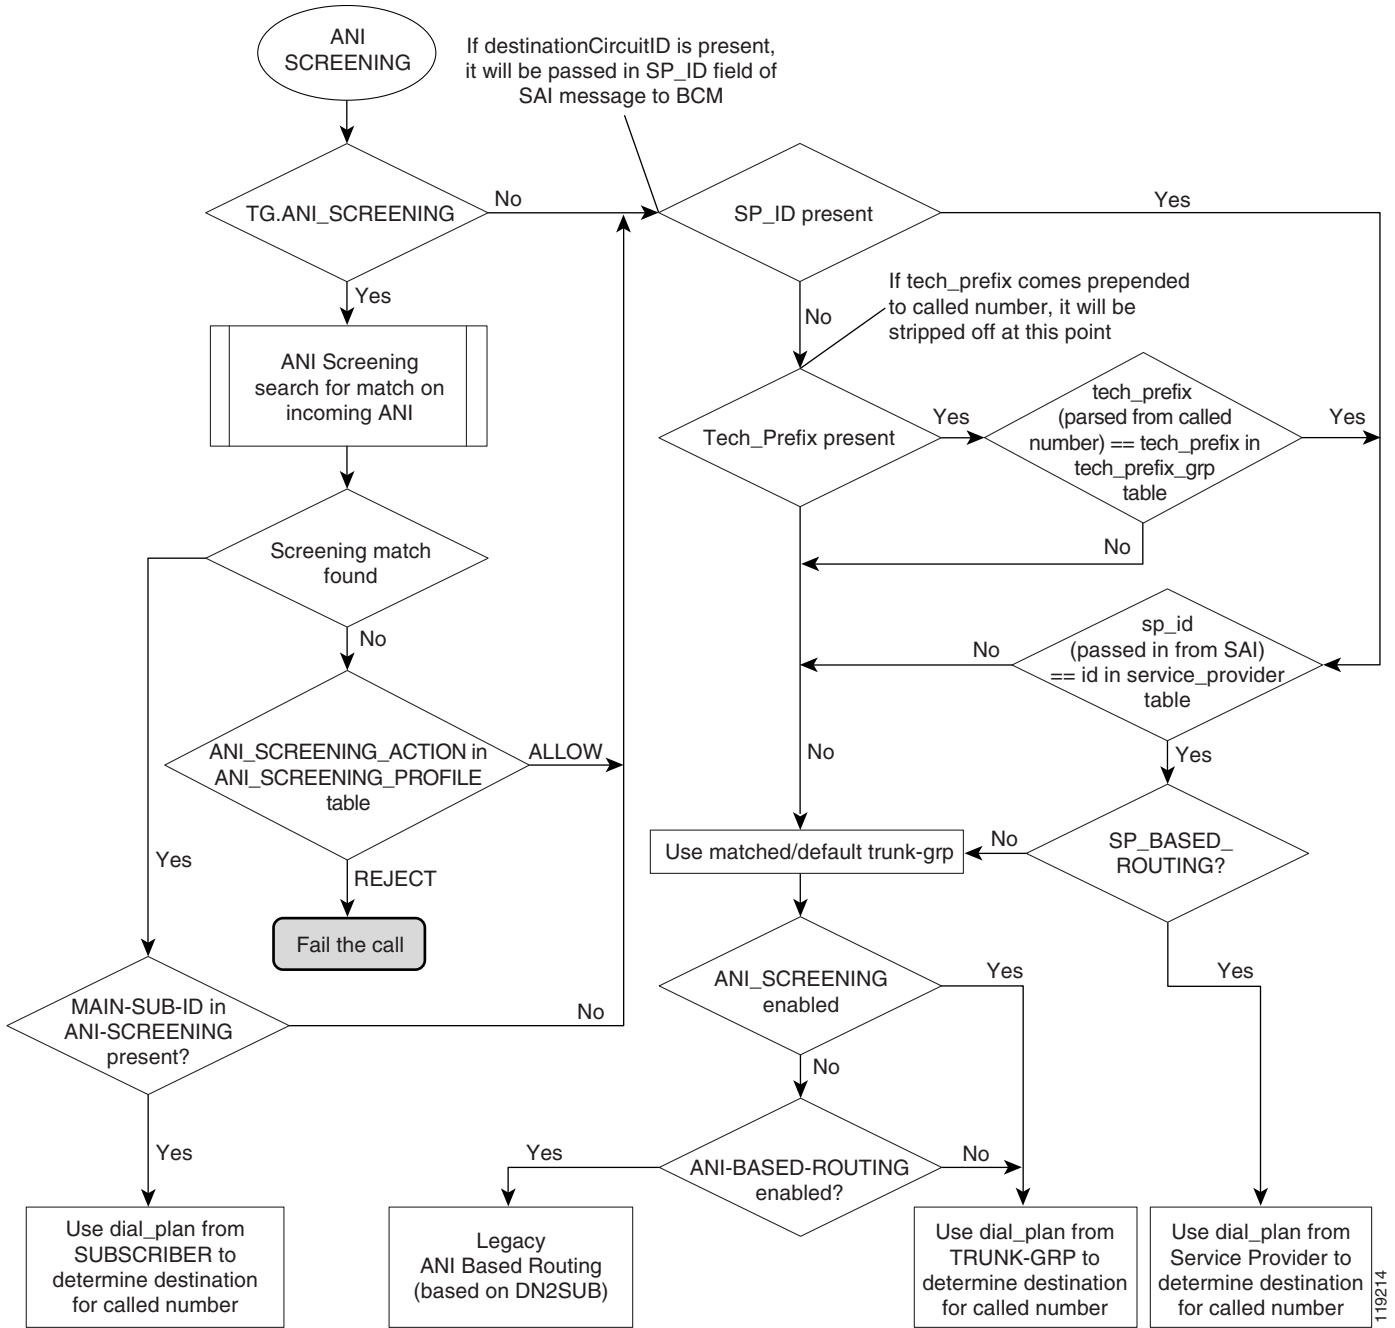 ANI
SCREENING
If destinationCircuitID is present,
it will be passed in SP_ID field of
SAI message to BCM
TG.ANI_SCREENING
No
SP_ID present
Yes
Yes
If tech_prefix comes prepended
to called number, it will be
stripped off at this point
No
ANI Screening
search for match on
incoming ANI
Tech_Prefix present
Yes
tech_prefix
(parsed from called
number) == tech_prefix in
tech_prefix_grp
table
Yes
No
Screening match
found
No
Yes
sp_id
(passed in from SAI)
== id in service_provider
table
No
Yes
ANI_SCREENING_ACTION in
ANI_SCREENING_PROFILE
table
ALLOW
No
REJECT
Fail the call
Use matched/default trunk-grp
No
SP_BASED_
ROUTING?
Yes
MAIN-SUB-ID in
ANI-SCREENING
present?
No
ANI_SCREENING
enabled
Yes
No
Yes
ANI-BASED-ROUTING
enabled?
Yes
No
Use dial_plan from
SUBSCRIBER to
determine destination
for called number
Legacy
ANI Based Routing
(based on DN2SUB)
Use dial_plan from
TRUNK-GRP to
determine destination
for called number
Use dial_plan from
Service Provider to
determine destination
for called number
119214